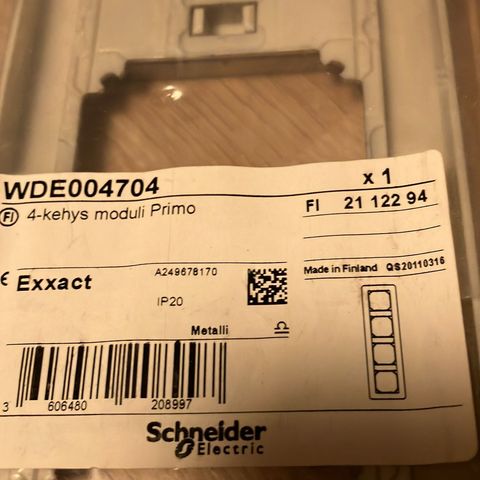 WDE004704
x 1
FI 4-kehys moduli Primo
FI 21 122 94
Exxact
A249678170
IP20
Made in Finland QS20110316
Metalli
3 606480 208997
Schneider
Electric